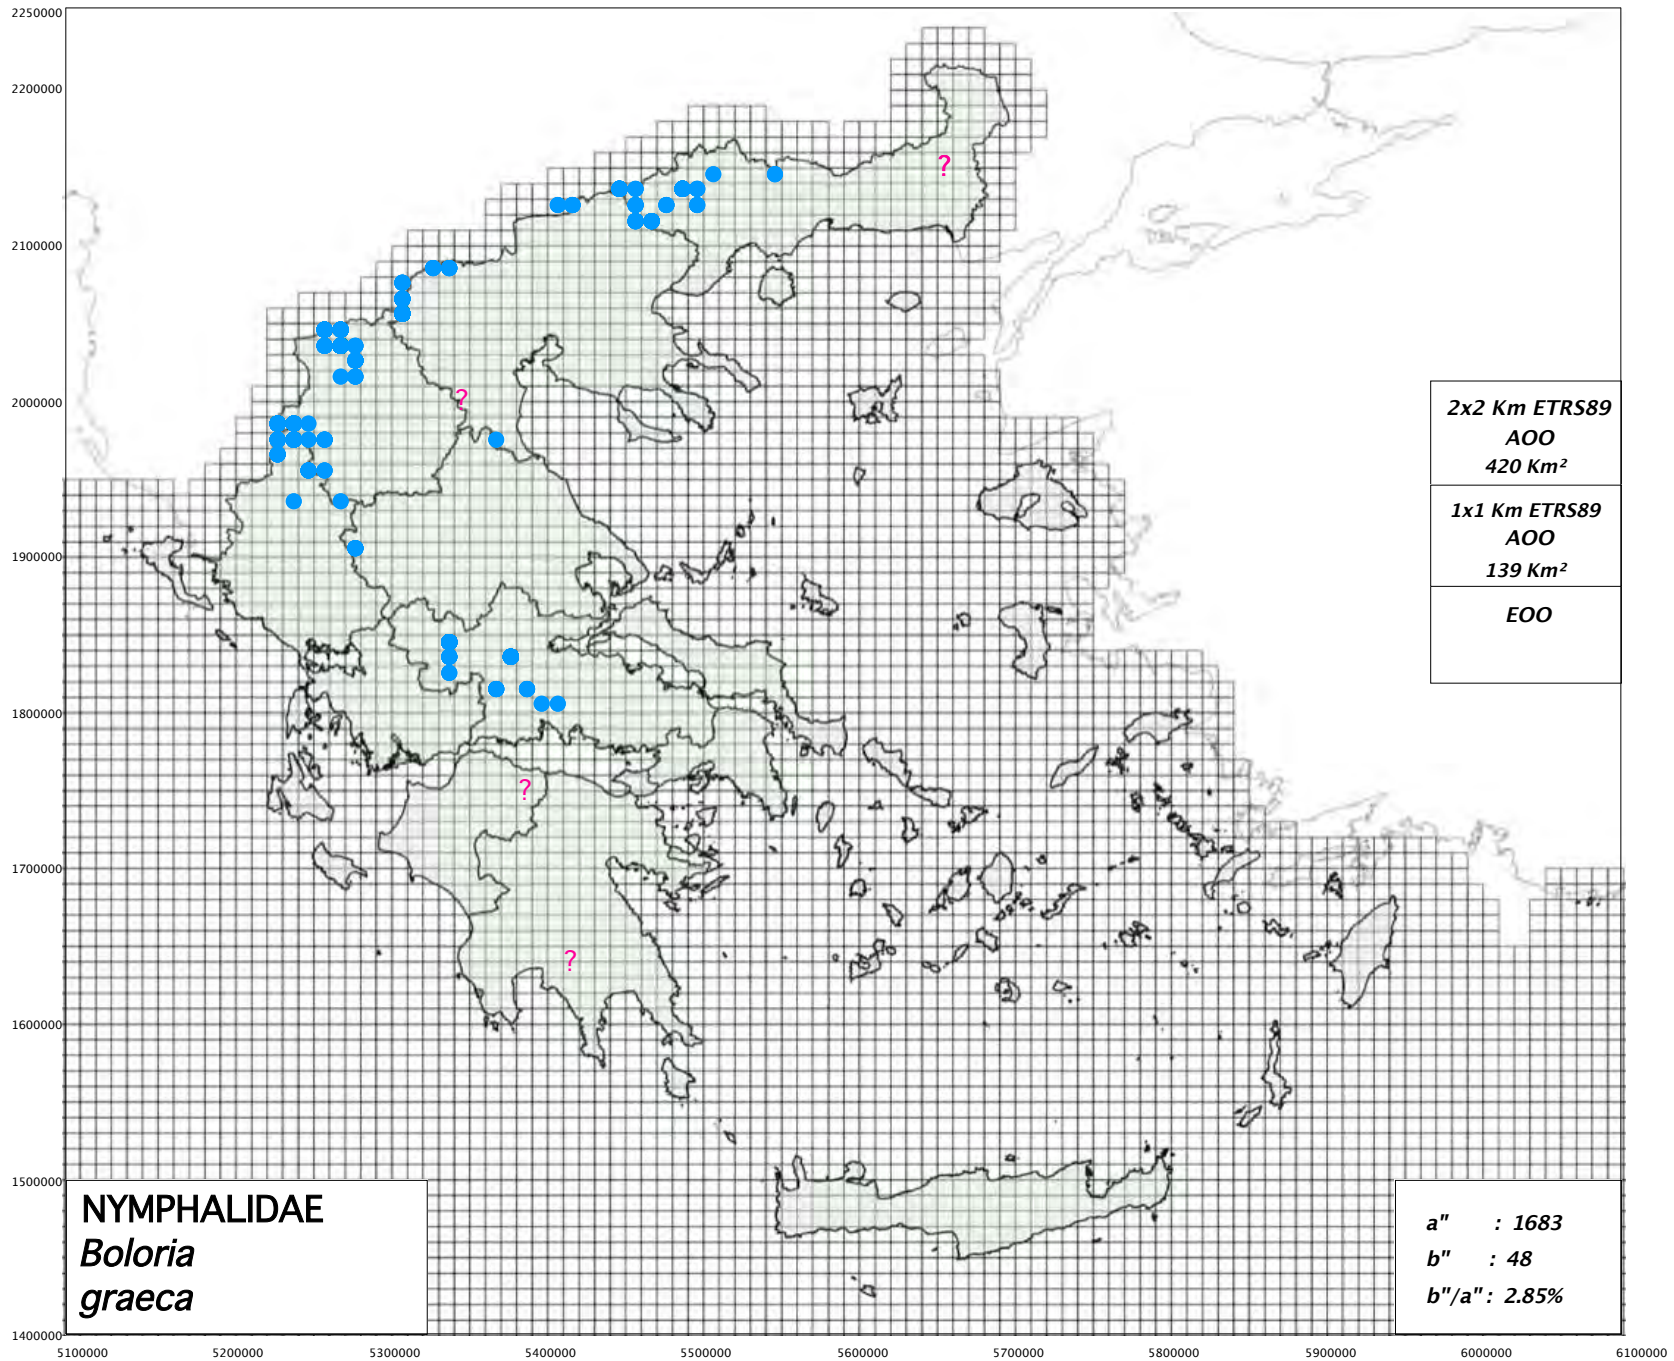 2250000
2200000
?
2100000
2000000
?
2x2 Km ETRS89
AOO
420 Km²
1x1 Km ETRS89
AOO
139 Km²
EOO
1900000
1800000
?
1700000
?
1600000
1500000
NYMPHALIDAE
Boloria
graeca
a" : 1683
b" : 48
b"/a" : 2.85%
1400000
5100000 5200000 5300000 5400000 5500000 5600000 5700000 5800000 5900000 6000000 6100000